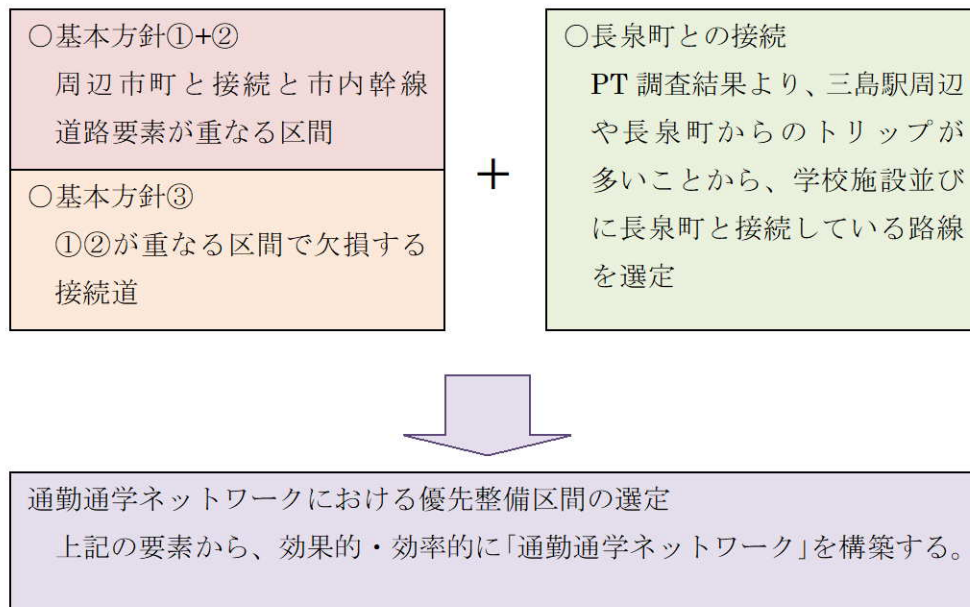 ○基本方針①+②
周辺市町と接続と市内幹線
道路要素が重なる区間
○基本方針③
①②が重なる区間で欠損する
接続道
+
○長泉町との接続
PT 調査結果より、三島駅周辺
や長泉町からのトリップが
多いことから、学校施設並び
に長泉町と接続している路線
を選定
通勤通学ネットワークにおける優先整備区間の選定
上記の要素から、効果的・効率的に「通勤通学ネットワーク」を構築する。